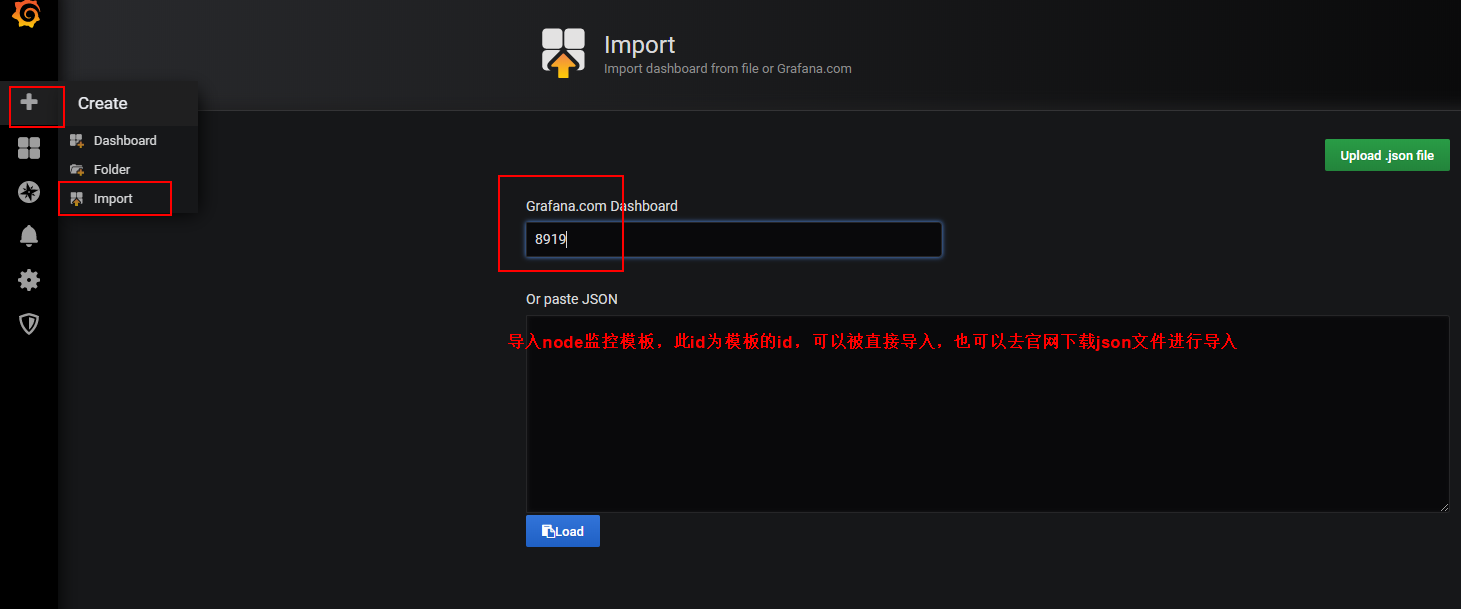 Import
Import dashboard from file or Grafana.com
Create
Dashboard
Folder
Import
Upload .json file
Grafana.com Dashboard
8919
Or paste JSON
导入node监控模板，此id为模板的id，可以被直接导入，也可以去官网下载json文件进行导入
Load